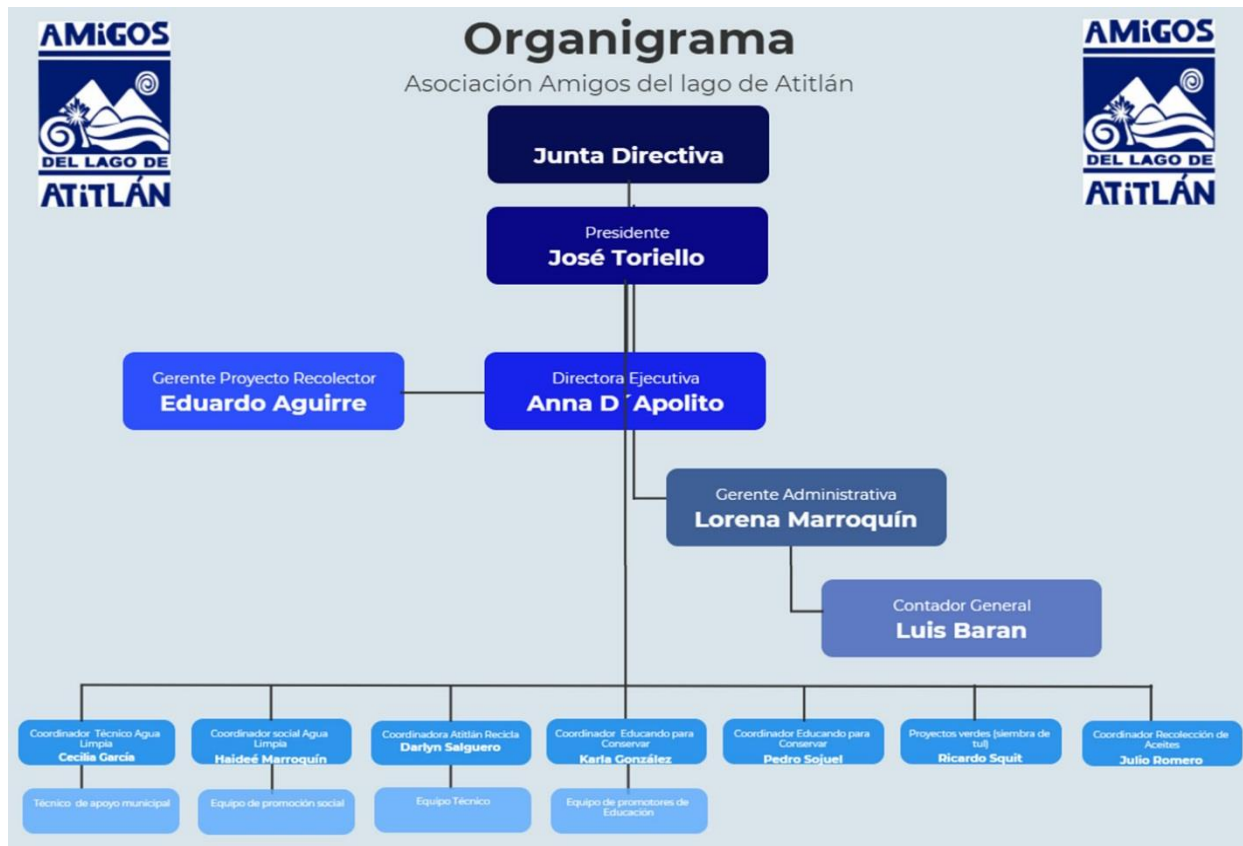 AMiGOS
DEL LAGO DE
ATiTLÁN
Organigrama
Asociación Amigos del lago de Atitlán
AMiGOS
DEL LAGO DE
ATiTLÁN
Junta Directiva
Presidente
José Toriello
Gerente Proyecto Recolector
Eduardo Aguirre
Directora Ejecutiva
Anna D´Apolito
Gerente Administrativa
Lorena Marroquín
Contador General
Luis Baran
Coordinador Técnico Agua
Limpia
Cecilia García
Coordinador social Agua
Limpia
Haideé Marroquín
Coordinadora Atitlán Recicla
Darlyn Salguero
Coordinador Educando para
Conservar
Karla González
Coordinador Educando para
Conservar
Pedro Sojuel
Proyectos verdes (siembra de
tul)
Ricardo Squit
Coordinador Recolección de
Aceites
Julio Romero
Técnico de apoyo municipal
Equipo de promoción social
Equipo Técnico
Equipo de promotores de
Educación